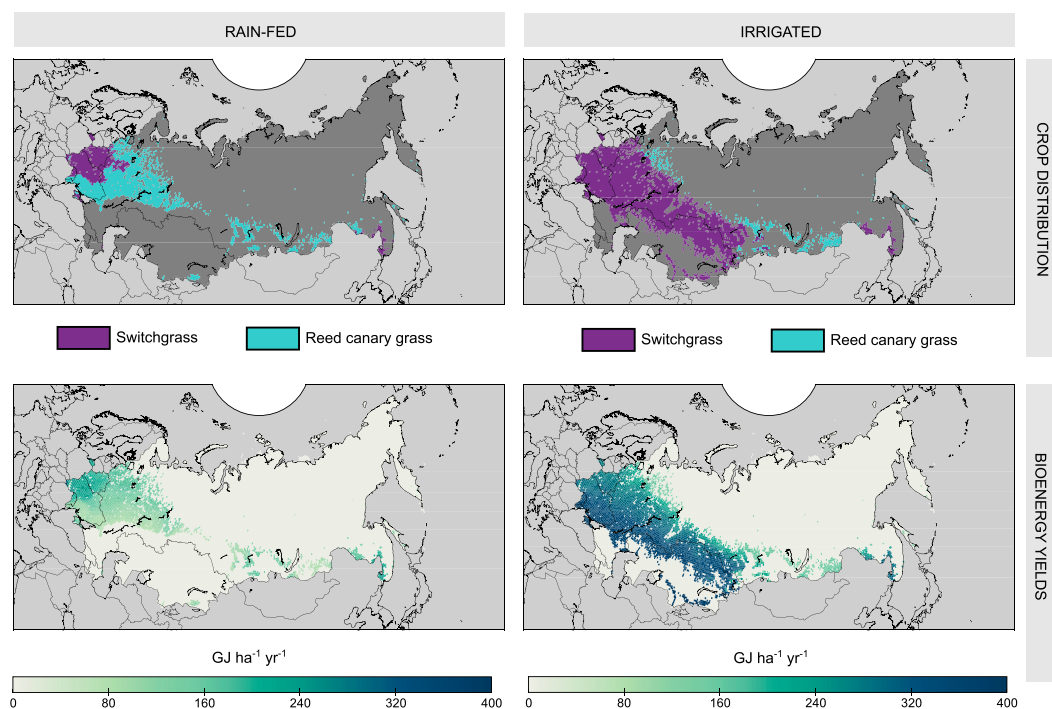 RAIN-FED
IRRIGATED
CROP DISTRIBUTION
Switchgrass
Reed canary grass
Switchgrass
Reed canary grass
BIOENERGY YIELDS
GJ ha⁻¹ yr⁻¹
GJ ha⁻¹ yr⁻¹
0 80 160 240 320 400
0 80 160 240 320 400